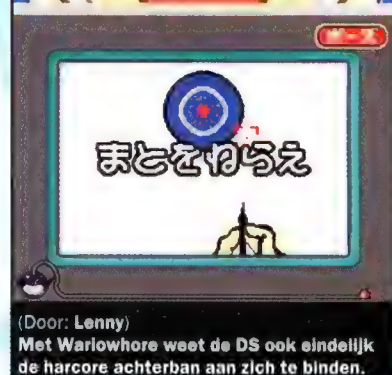 まとをねらえ
(Door: Lenny)
Met Wariowhore weet de DS ook eindelijk
de harcore achterban aan zich te binden.